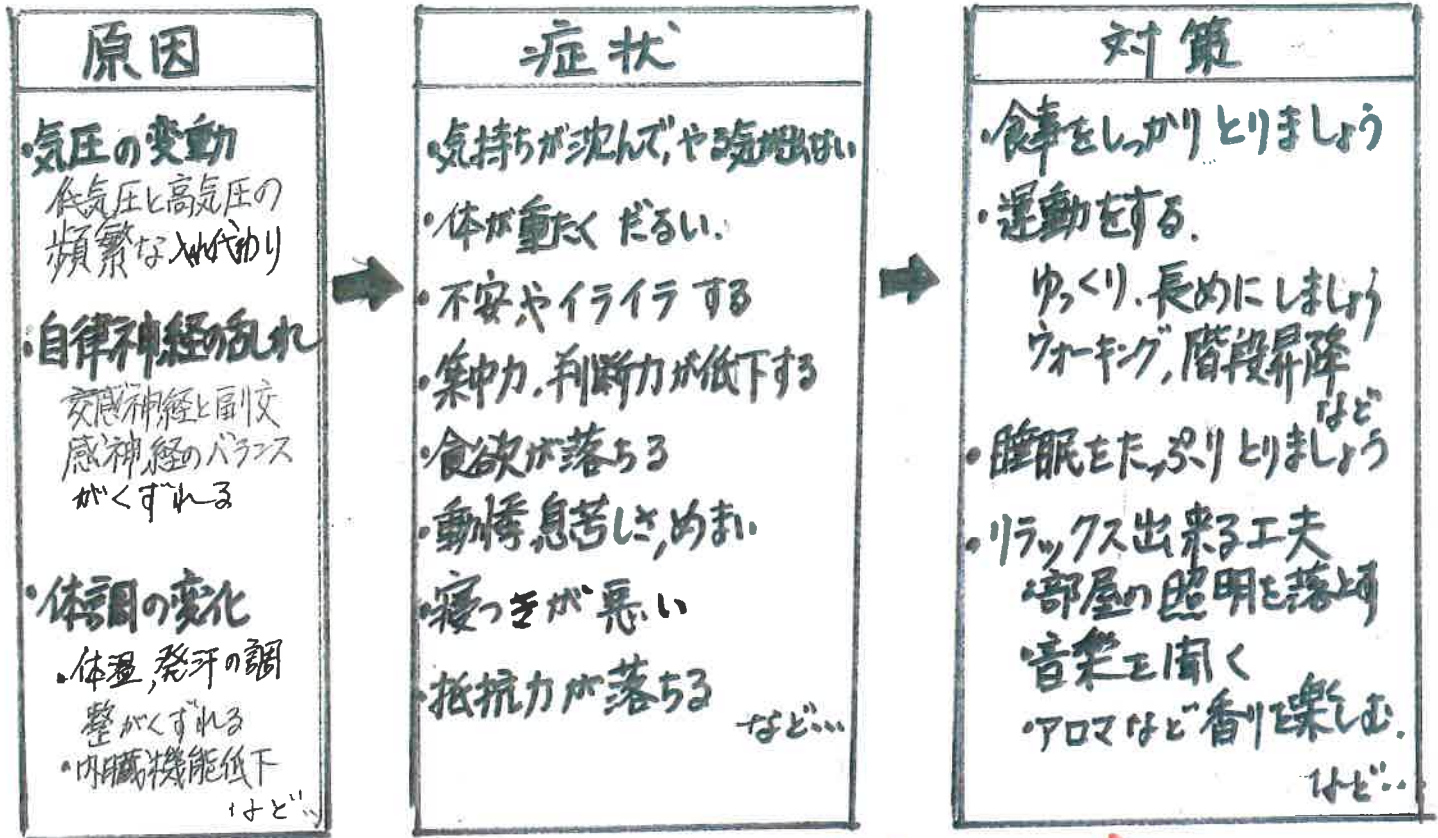 原因
・気圧の変動
低気圧と高気圧の
頻繁な入れ代わり
・自律神経の乱れ
交感神経と副交
感神経のバランス
がくずれる
・体調の変化
・体温,発汗の調
整がくずれる
・内臓機能低下
など…
症状
・気持ちが沈んで,やる気が出ない
・体が重たくだるい.
・不安やイライラする
・集中力,判断力が低下する
・食欲が落ちる
・動悸,息苦しさ,めまい
・寝つきが悪い
・抵抗力が落ちる
など…
対策
・食事をしっかりとりましょう
・運動をする.
ゆっくり.長めにしましょう
ウォーキング,階段昇降
など
・睡眠をたっぷりとりましょう
・リラックス出来る工夫
・部屋の照明を落とす
・音楽を聞く
・アロマなど香りを楽しむ.
など‥